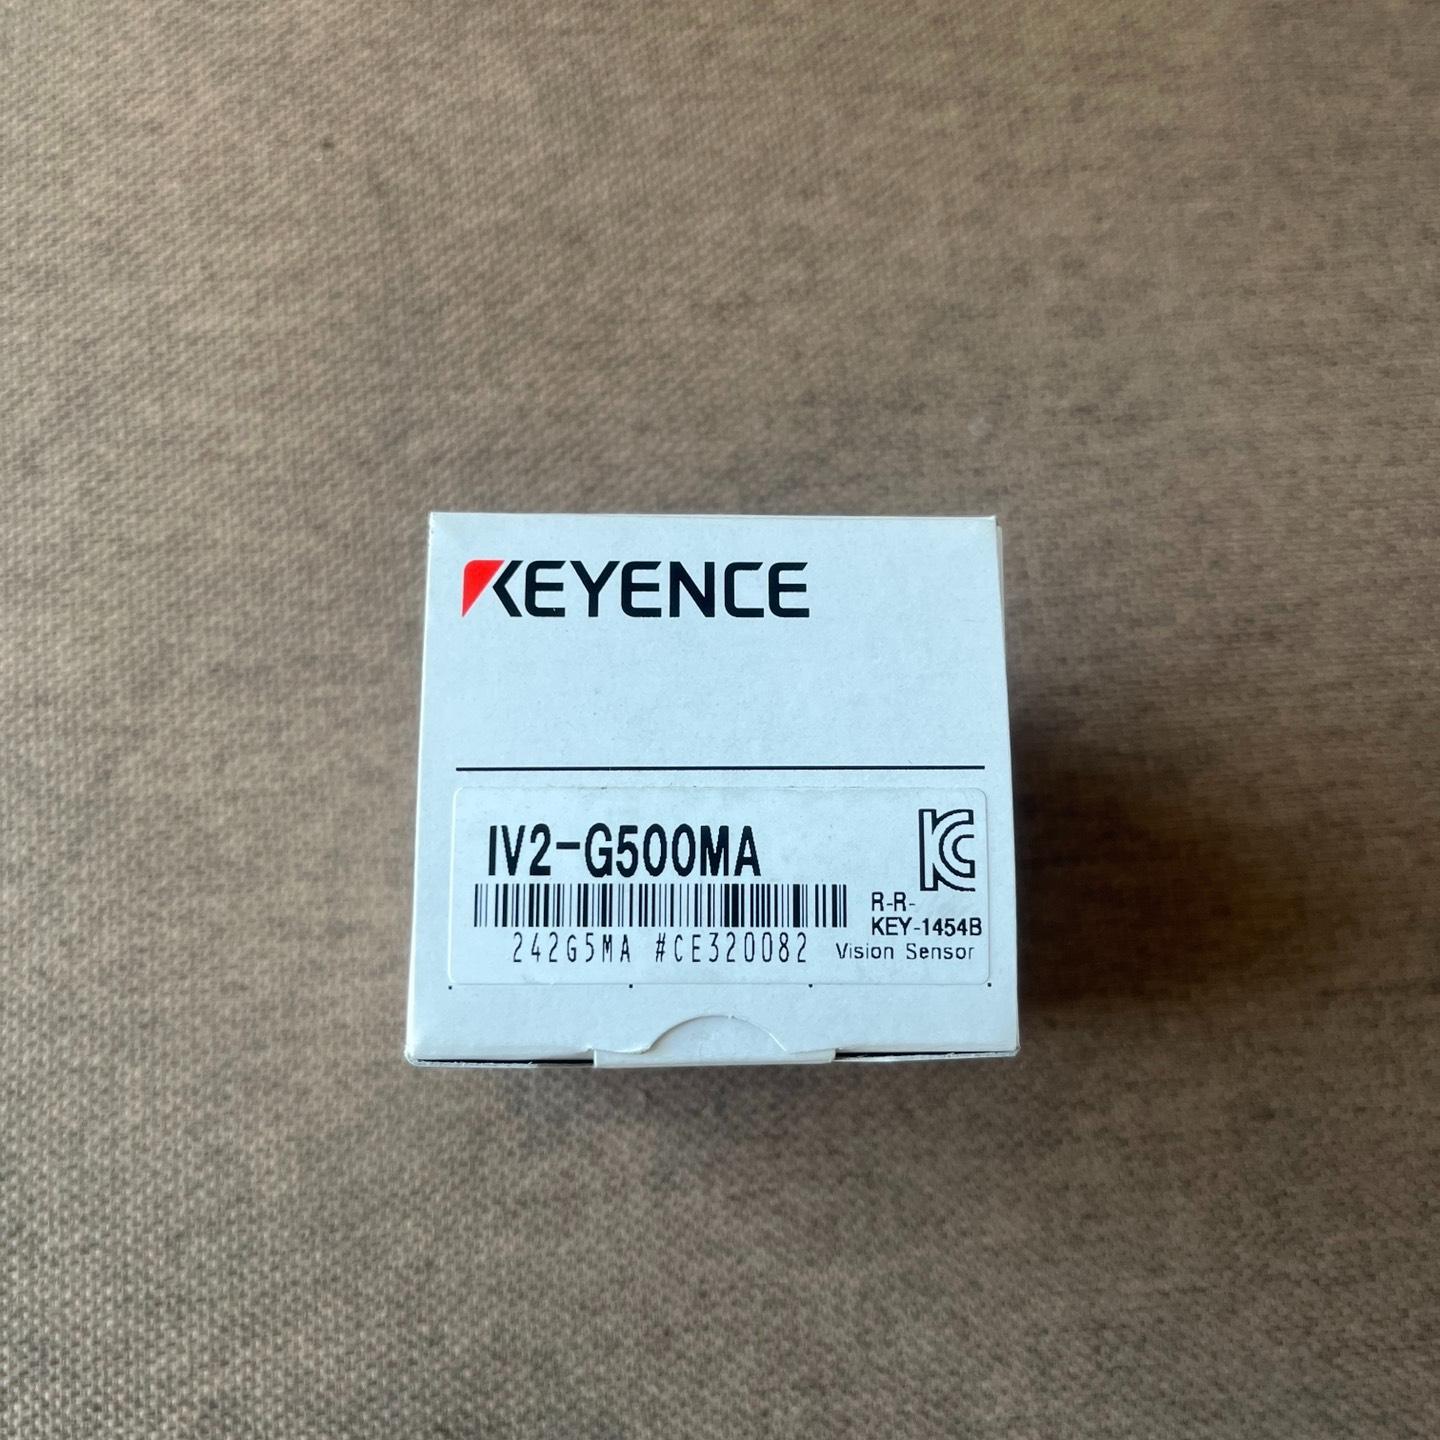 KEYENCE
IV2-G500MA
R-R-
KEY-1454B
242G5MA #CE320082
Vision Sensor